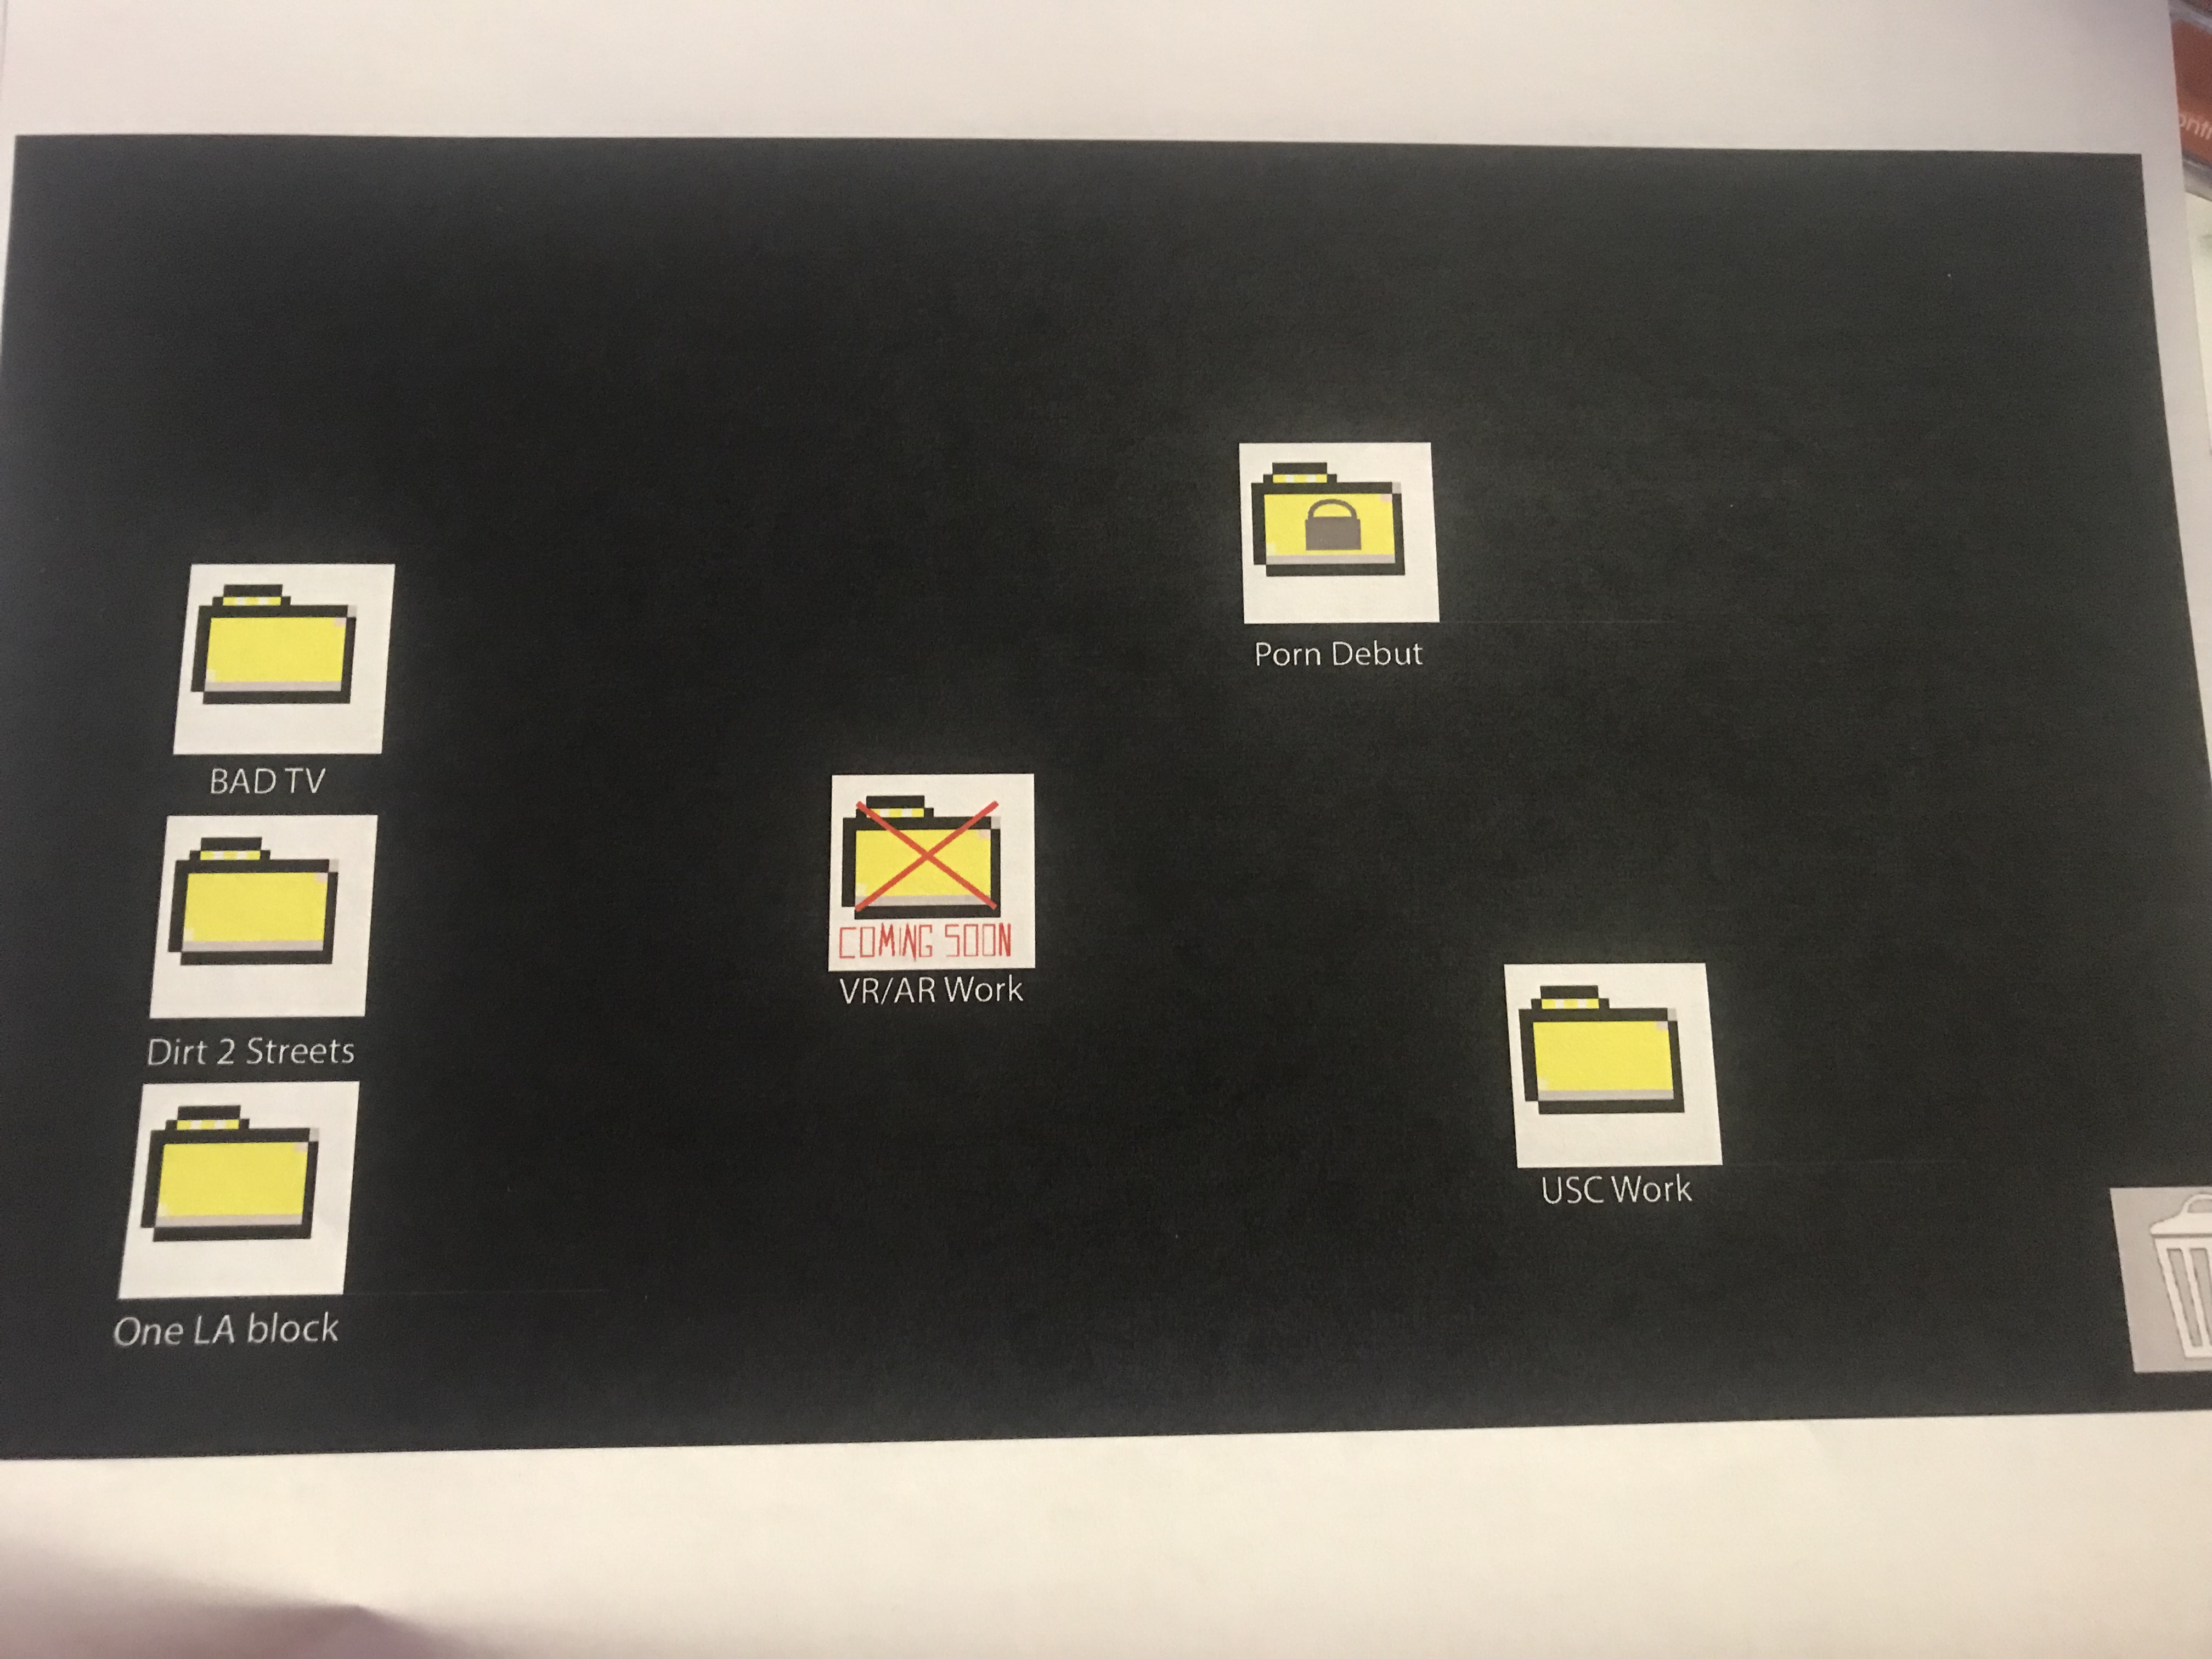 BAD TV
Dirt 2 Streets
One LA block
COMING SOON
VR/AR Work
Porn Debut
USC Work